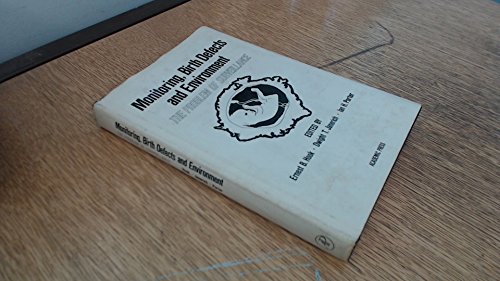 Monitoring, Birth Defects
and Environment
THE PROBLEM OF SURVEILLANCE
EDITED BY
Ernest B. Hook · Dwight T. Janerich · Ian H. Porter
ACADEMIC PRESS
Monitoring, Birth Defects and Environment